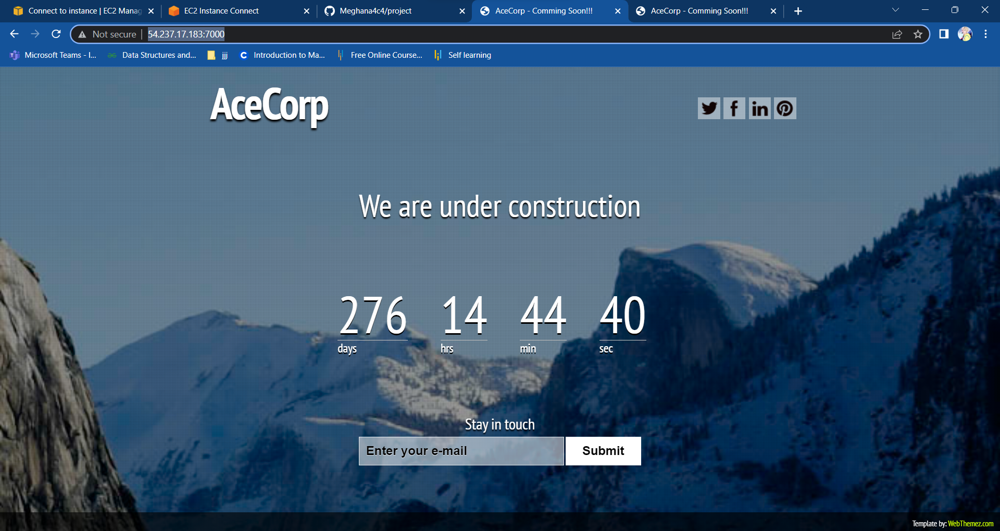 Connect to instance | EC2 Manag
EC2 Instance Connect
Meghana4c4/project
AceCorp - Comming Soon!!!
AceCorp - Comming Soon!!!
Not secure
54.237.17.183:7000
Microsoft Teams - I...
Data Structures and...
jjj
Introduction to Ma...
Free Online Course...
Self learning
AceCorp
We are under construction
276 14 44 40
days hrs min sec
Stay in touch
Enter your e-mail Submit
Template by: WebThemez.com